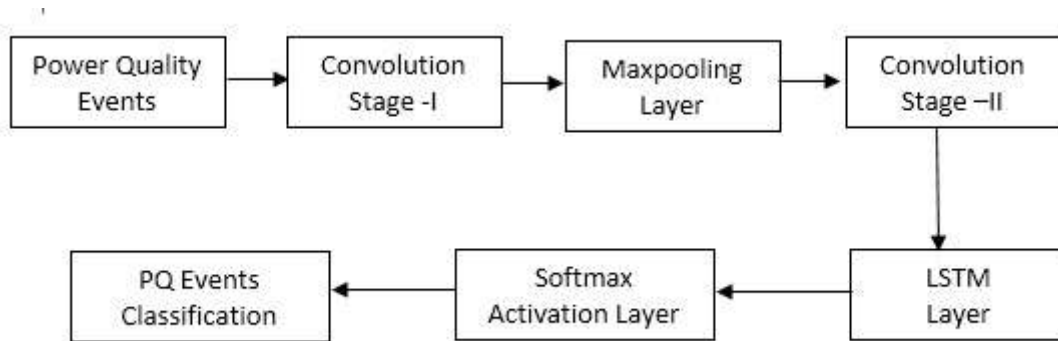 Power Quality
Events
Convolution
Stage -I
Maxpooling
Layer
Convolution
Stage –II
LSTM
Layer
Softmax
Activation Layer
PQ Events
Classification